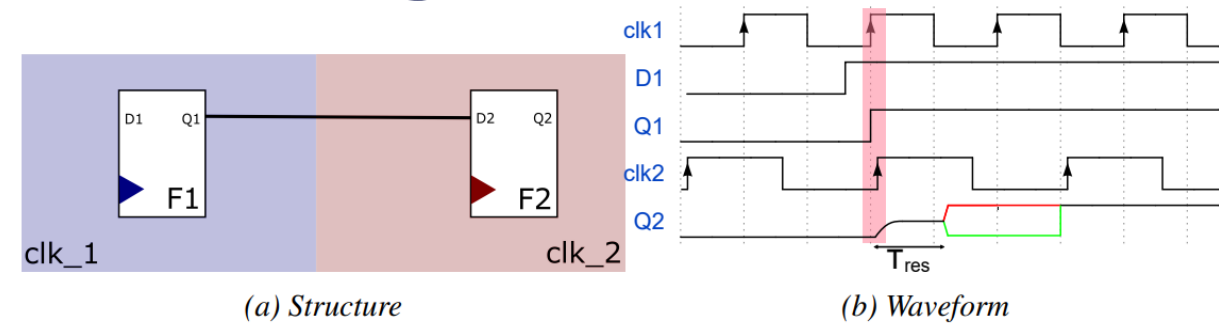 D1 Q1
F1
clk_1
D2 Q2
F2
clk_2
(a) Structure
clk1
D1
Q1
clk2
Q2
Tres
(b) Waveform